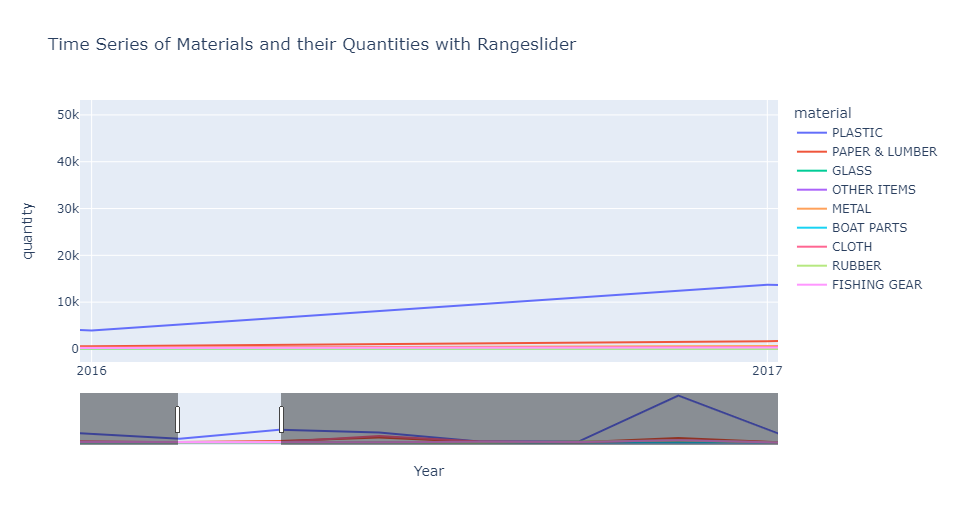 Time Series of Materials and their Quantities with Rangeslider
50k
40k
30k
20k
10k
0
quantity
2016
2017
Year
material
PLASTIC
PAPER & LUMBER
GLASS
OTHER ITEMS
METAL
BOAT PARTS
CLOTH
RUBBER
FISHING GEAR